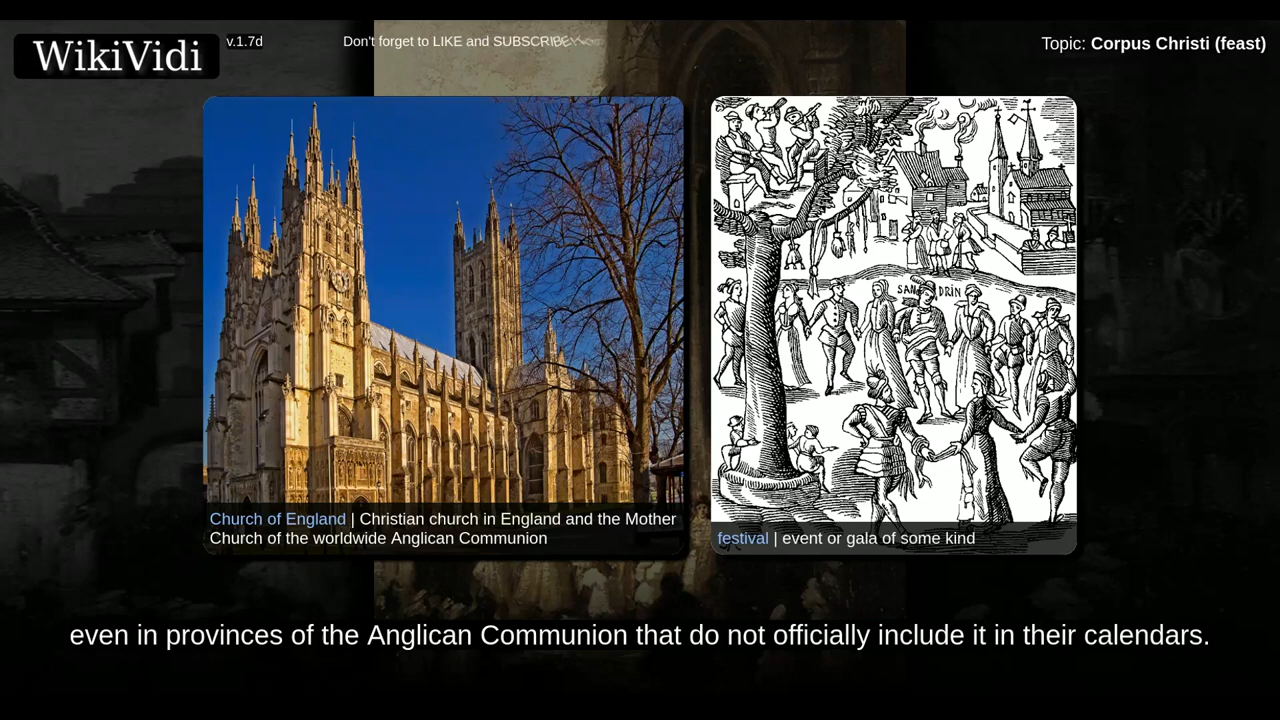 WikiVidi
v.1.7d
Don't forget to LIKE and SUBSCRIBE
Topic: Corpus Christi (feast)
SAN DRIN
Church of England | Christian church in England and the Mother
Church of the worldwide Anglican Communion
festival | event or gala of some kind
even in provinces of the Anglican Communion that do not officially include it in their calendars.